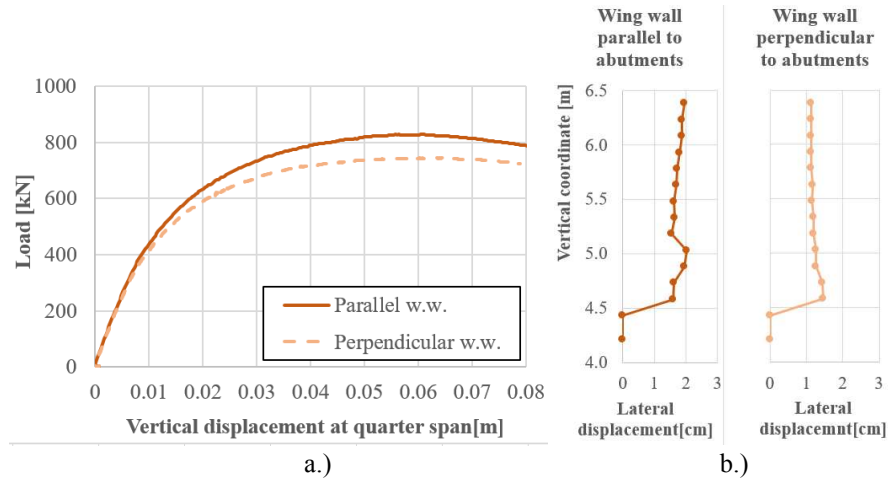 1000
800
600
400
200
0
Load [kN]
Parallel w.w.
Perpendicular w.w.
0 0.01 0.02 0.03 0.04 0.05 0.06 0.07 0.08
Vertical displacement at quarter span[m]
a.)
Wing wall
parallel to
abutments
6.5
6.0
5.5
5.0
4.5
4.0
Vertical coordinate [m]
0 1 2 3
Lateral
displacement[cm]
Wing wall
perpendicular
to abutments
0 1 2 3
Lateral
displacemnt[cm]
b.)